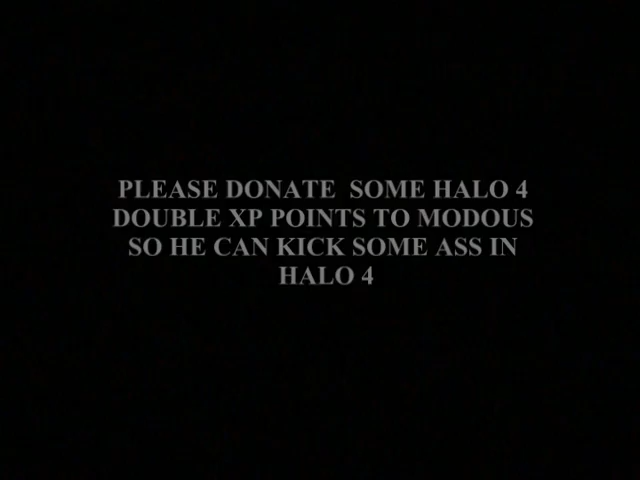 PLEASE DONATE  SOME HALO 4
DOUBLE XP POINTS TO MODOUS
SO HE CAN KICK SOME ASS IN
HALO 4